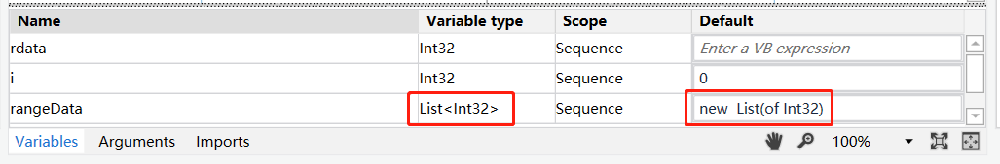 Name Variable type Scope Default
rdata Int32 Sequence Enter a VB expression
i Int32 Sequence 0
rangeData List<Int32> Sequence new  List(of Int32)
Variables Arguments Imports 100%